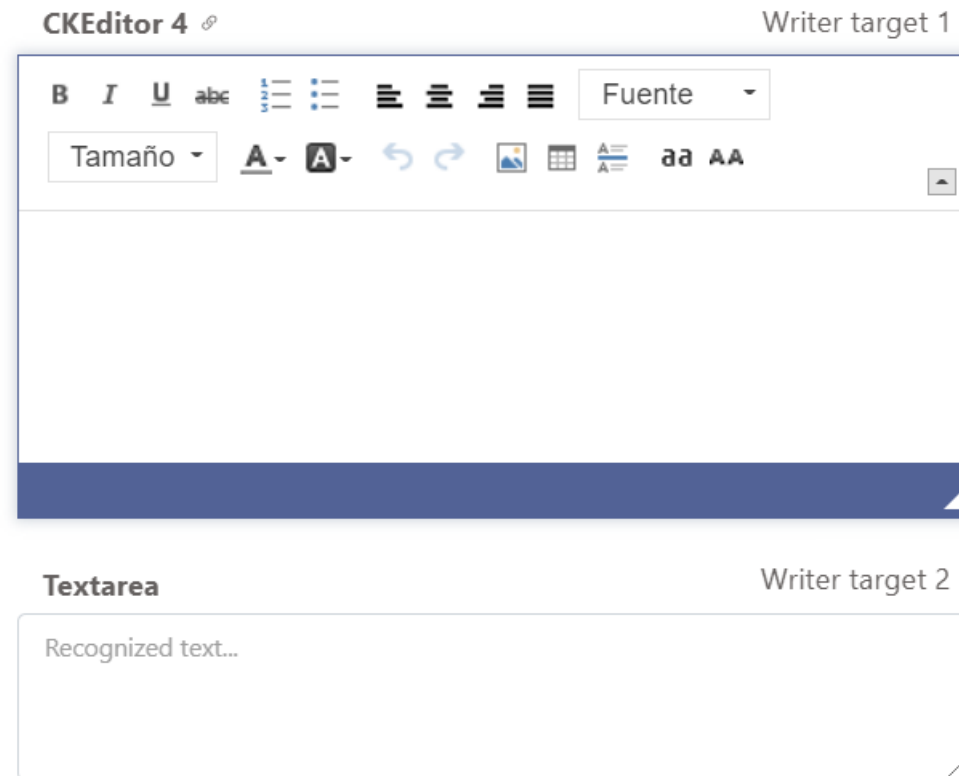 CKEditor 4 Writer target 1
B I U abc Fuente
Tamaño A A aa AA
Textarea Writer target 2
Recognized text...